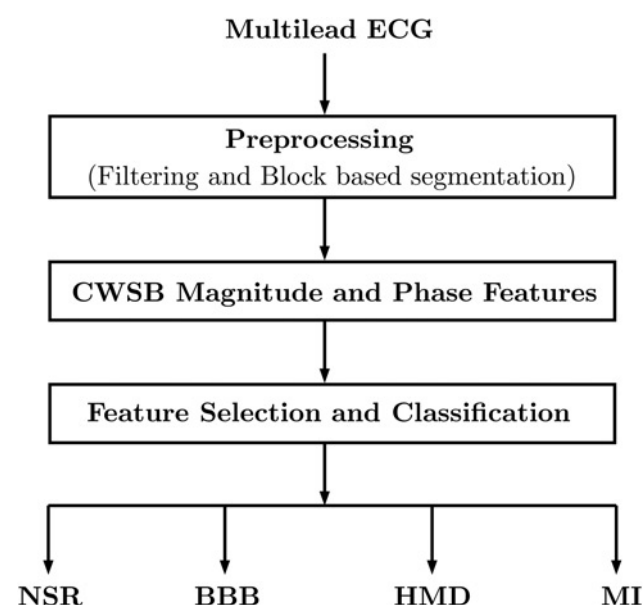 Multilead ECG
Preprocessing
(Filtering and Block based segmentation)
CWSB Magnitude and Phase Features
Feature Selection and Classification
NSR BBB HMD MI